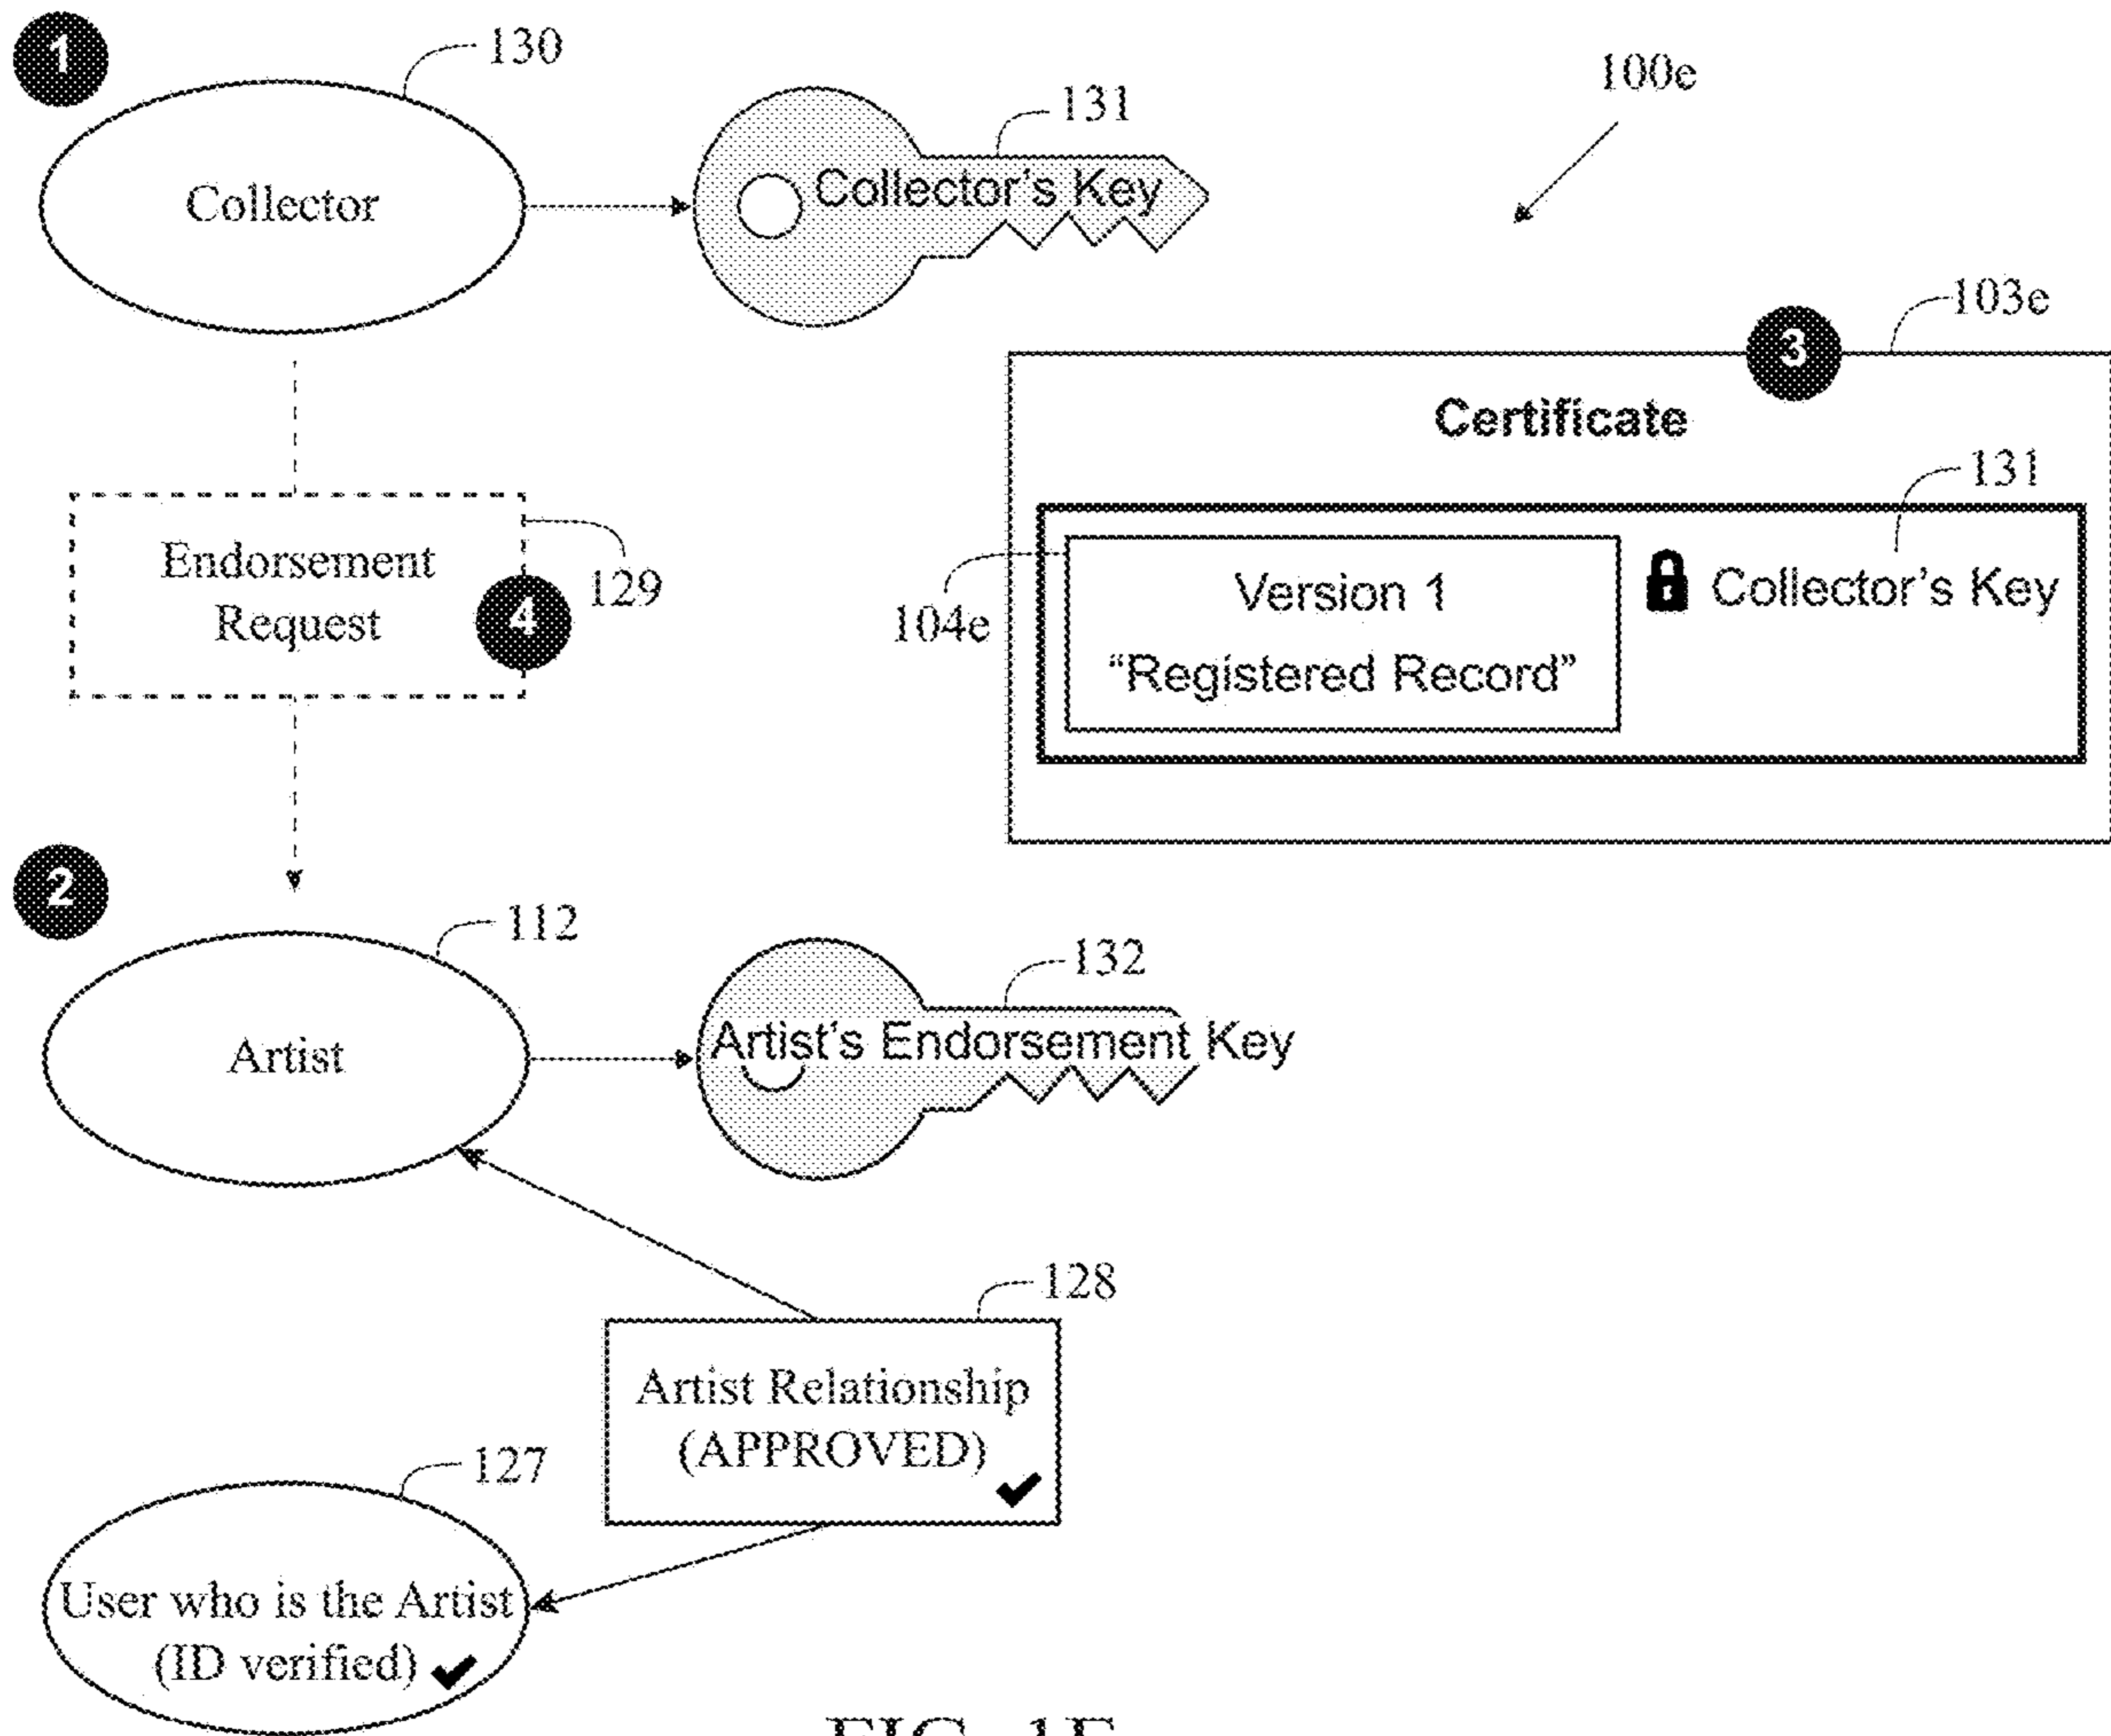 1
130
131
100e
Collector
Collector's Key
103e
3
Certificate
131
Endorsement
Request
129
4
104e
Version 1
"Registered Record"
Collector's Key
2
112
132
Artist
Artist's Endorsement Key
128
Artist Relationship
(APPROVED)
127
User who is the Artist
(ID verified)